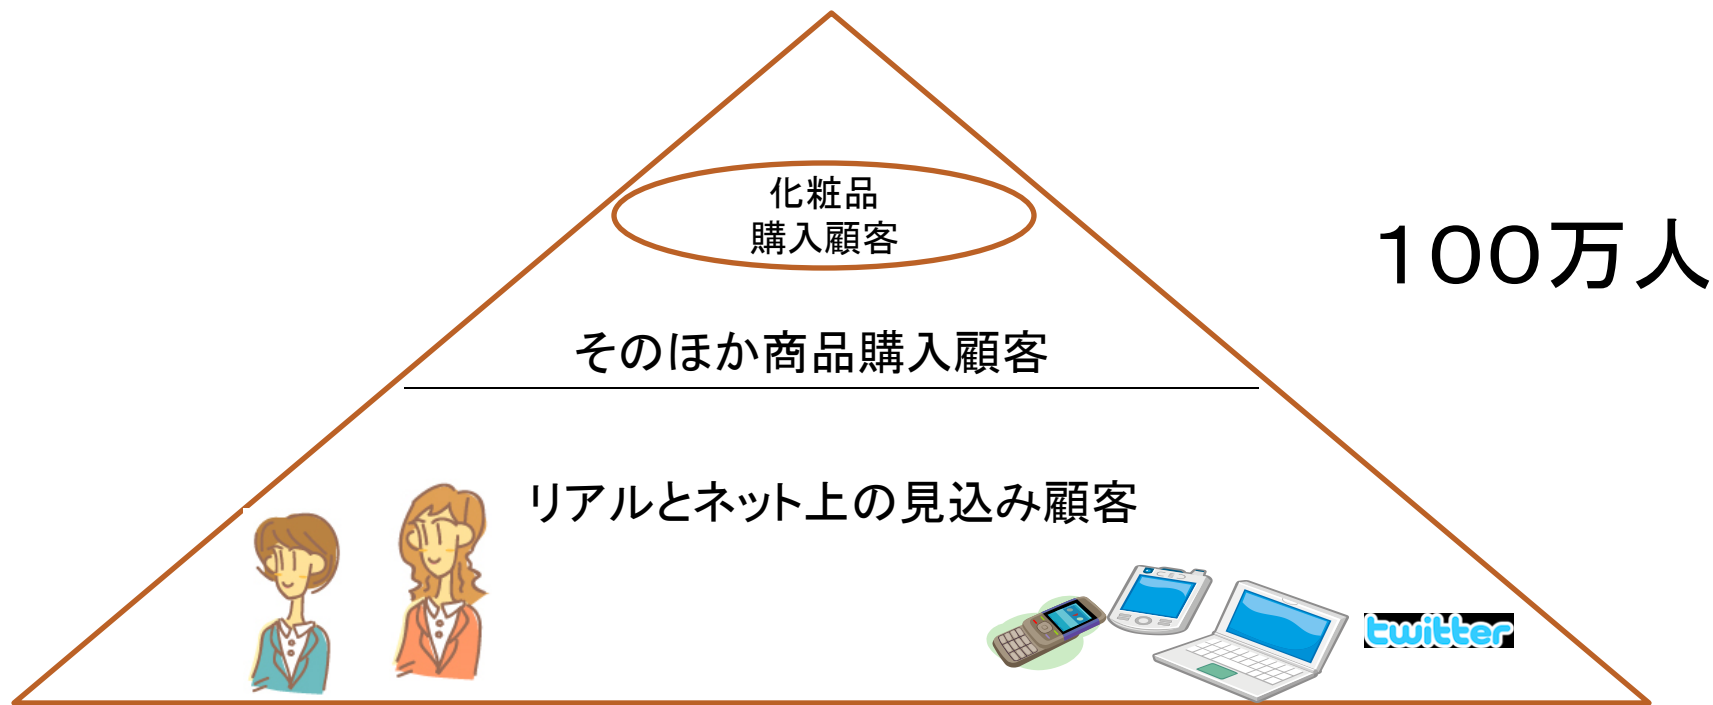 化粧品
購入顧客
１００万人
そのほか商品購入顧客
リアルとネット上の見込み顧客
twitter